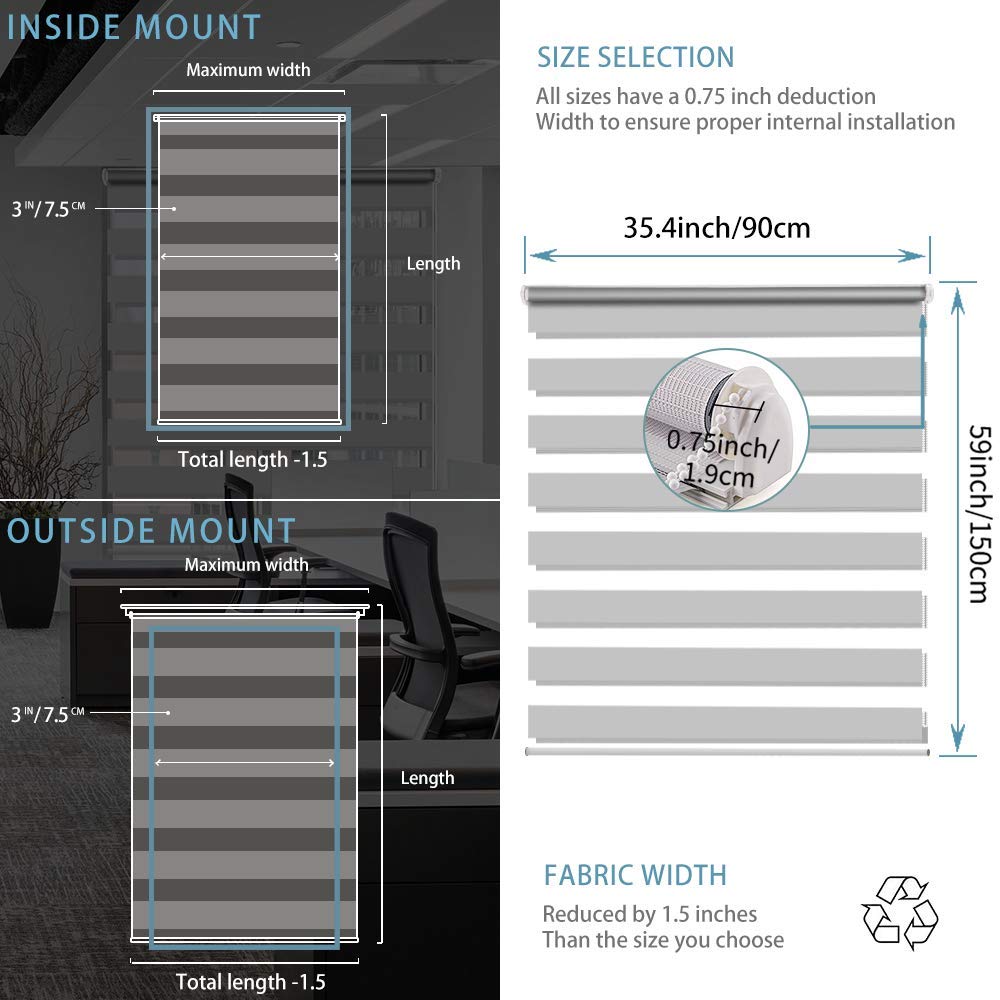 INSIDE MOUNT
Maximum width
3 IN/7.5 CM
Length
Total length -1.5
OUTSIDE MOUNT
Maximum width
3 IN/7.5 CM
Length
Total length -1.5
SIZE SELECTION
All sizes have a 0.75 inch deduction
Width to ensure proper internal installation
35.4inch/90cm
0.75inch/
1.9cm
59inch/150cm
FABRIC WIDTH
Reduced by 1.5 inches
Than the size you choose